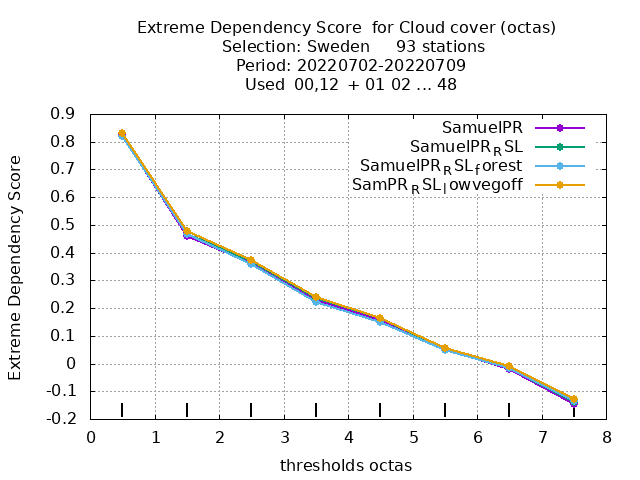 Extreme Dependency Score  for Cloud cover (octas)
Selection: Sweden     93 stations
Period: 20220702-20220709
Used  00,12  + 01 02 ... 48
SamuelPR
SamuelPR_RSL
SamuelPR_RSL_forest
SamPR_RSL_lowvegoff
Extreme Dependency Score
0.9
0.8
0.7
0.6
0.5
0.4
0.3
0.2
0.1
0
-0.1
-0.2
0 1 2 3 4 5 6 7 8
thresholds octas